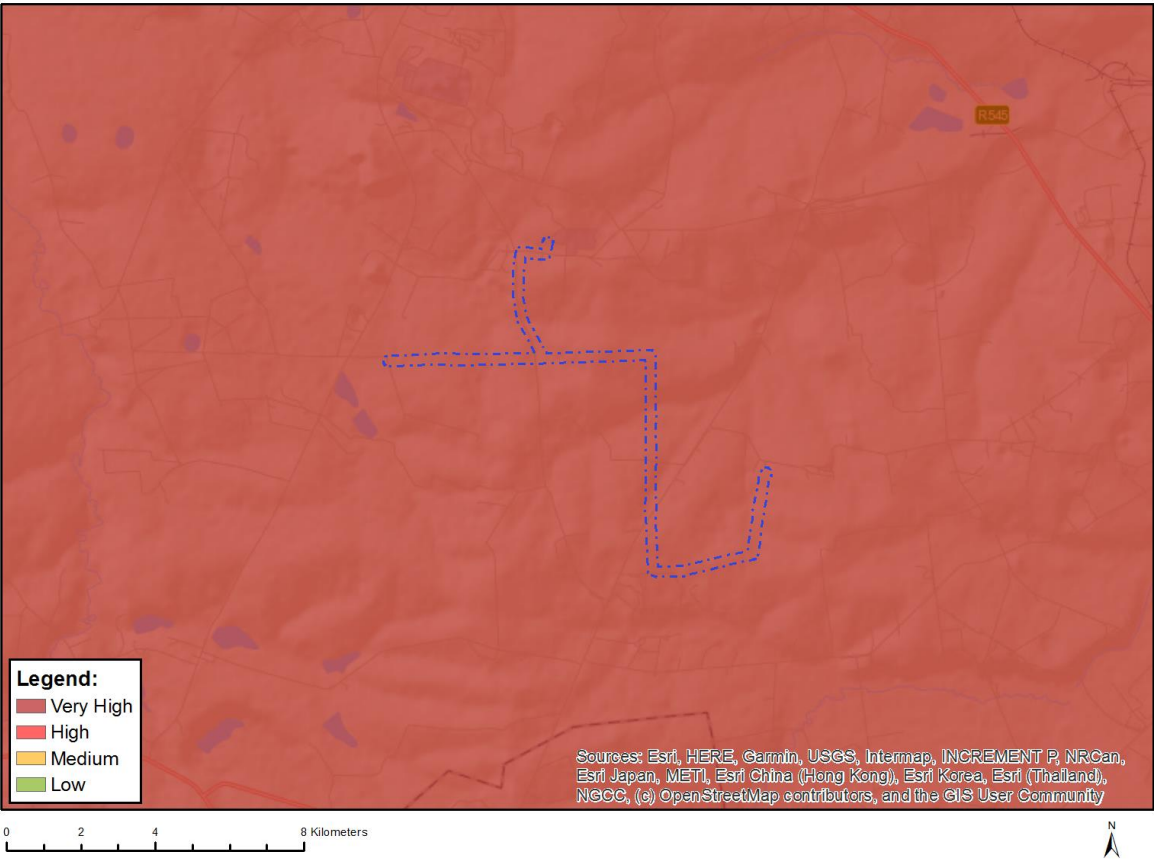 R545
Legend:
Very High
High
Medium
Low
Sources: Esri, HERE, Garmin, USGS, Intermap, INCREMENT P, NRCan,
Esri Japan, METI, Esri China (Hong Kong), Esri Korea, Esri (Thailand),
NGCC, (c) OpenStreetMap contributors, and the GIS User Community
0 2 4 8 Kilometers
N